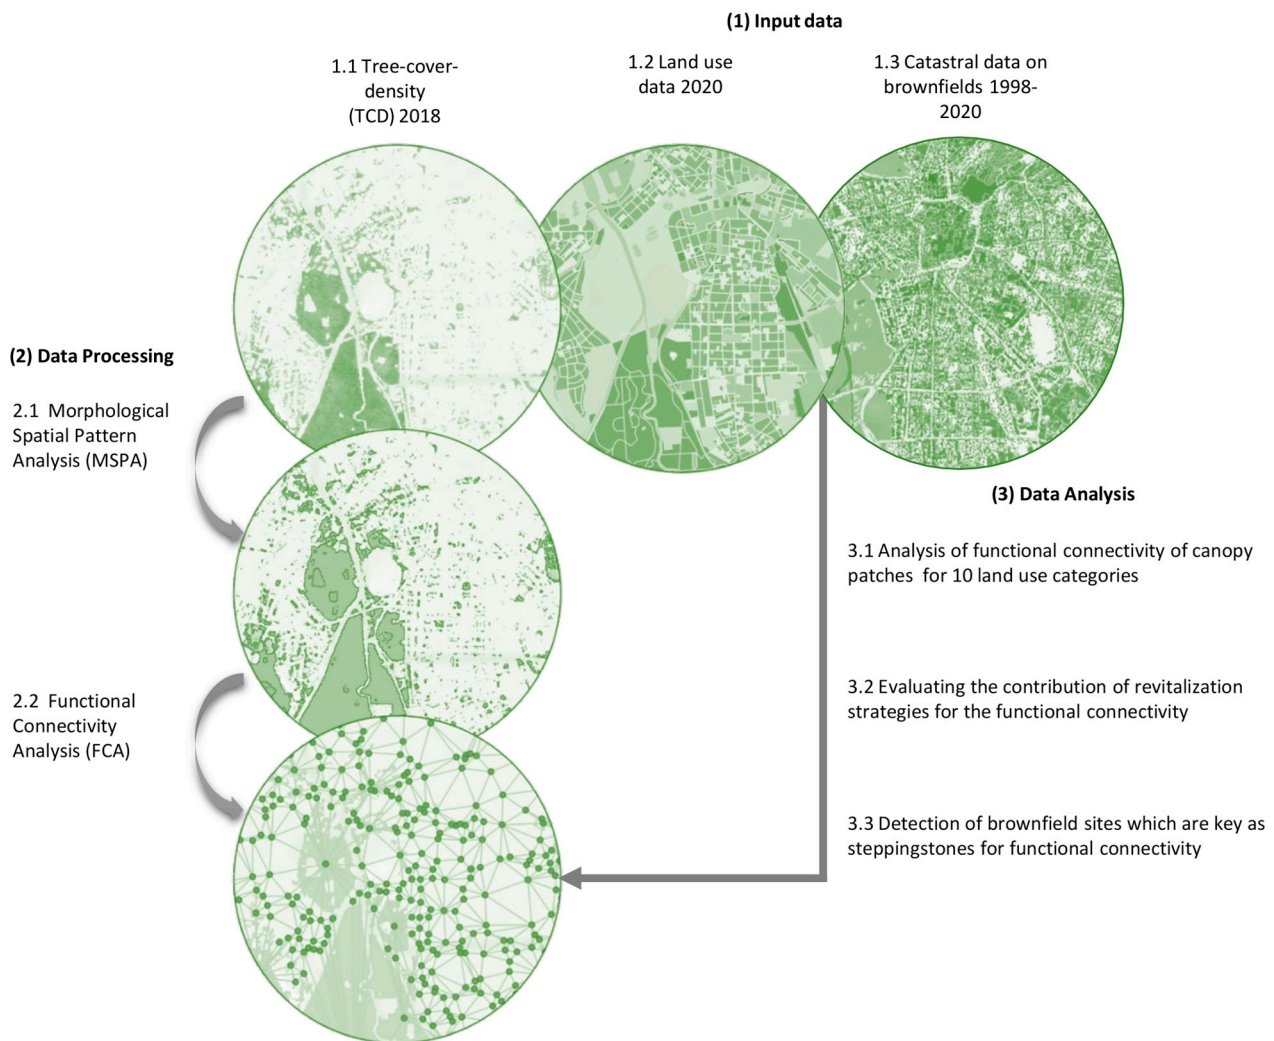 (1) Input data
1.1 Tree-cover-
density
(TCD) 2018
1.2 Land use
data 2020
1.3 Catastral data on
brownfields 1998-
2020
(2) Data Processing
2.1 Morphological
Spatial Pattern
Analysis (MSPA)
2.2 Functional
Connectivity
Analysis (FCA)
(3) Data Analysis
3.1 Analysis of functional connectivity of canopy
patches for 10 land use categories
3.2 Evaluating the contribution of revitalization
strategies for the functional connectivity
3.3 Detection of brownfield sites which are key as
steppingstones for functional connectivity